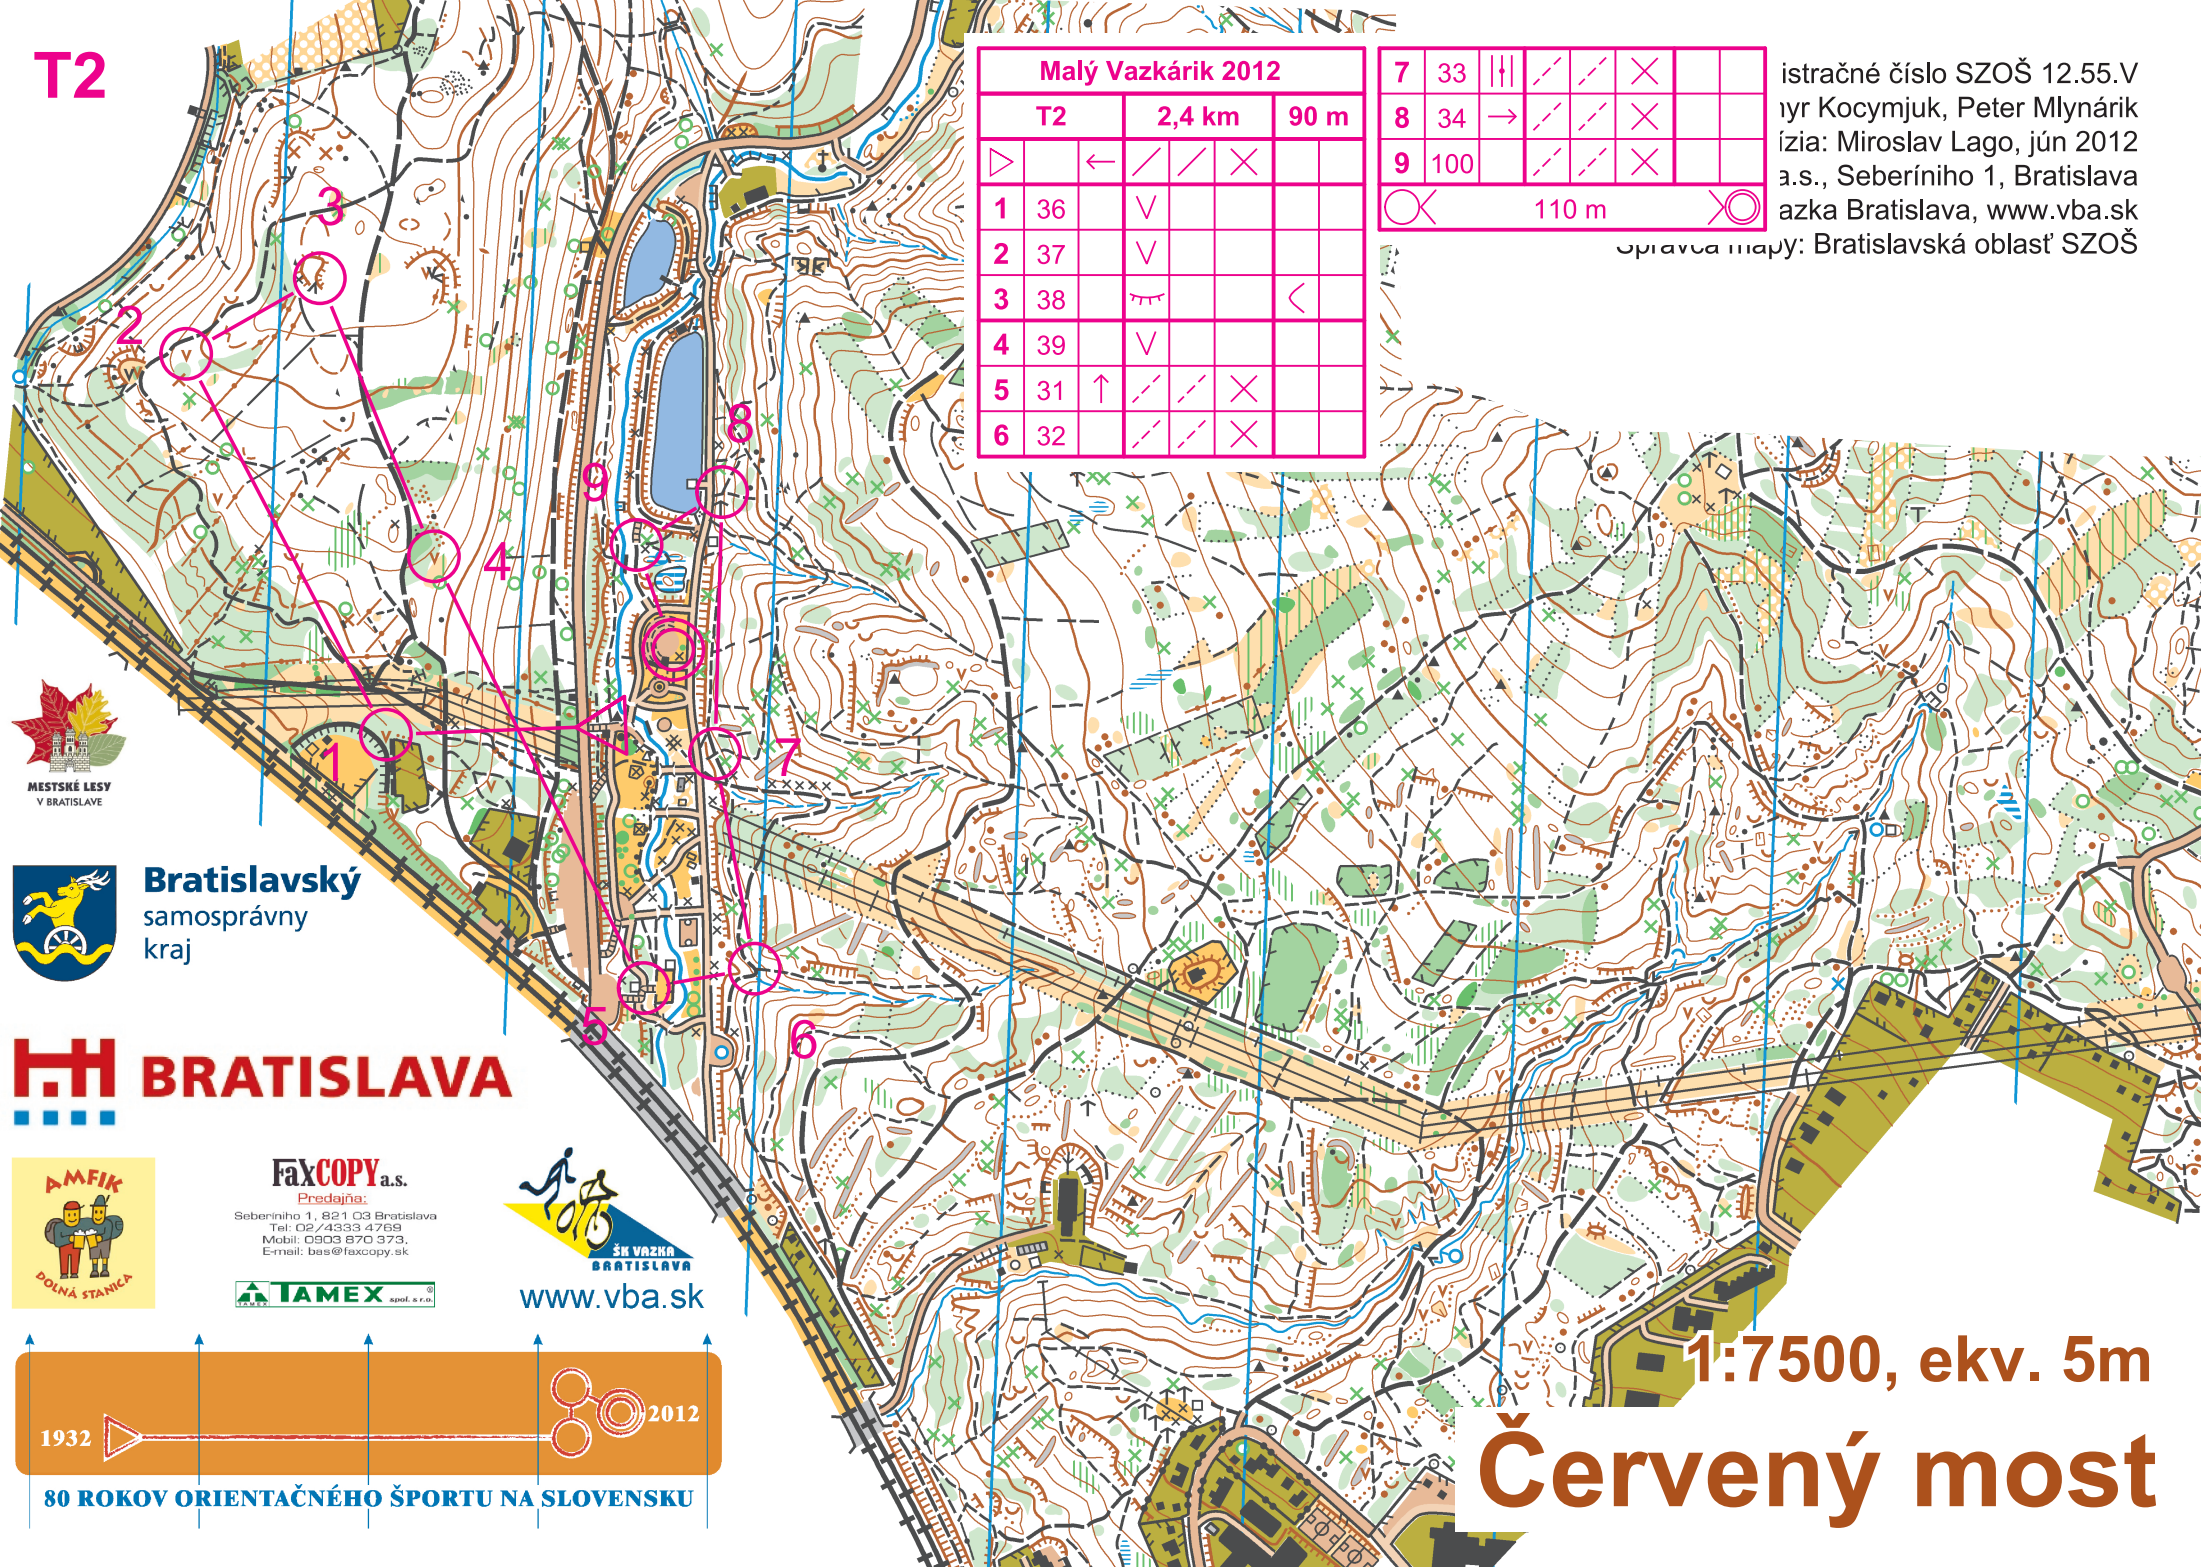 T2
Malý Vazkárik 2012
T2 2,4 km 90 m
1 36
2 37
3 38
4 39
5 31
6 32
7 33
8 34
9 100
110 m
istračné číslo SZOŠ 12.55.V
yr Kocymjuk, Peter Mlynárik
ízia: Miroslav Lago, jún 2012
a.s., Seberíniho 1, Bratislava
azka Bratislava, www.vba.sk
Správca mapy: Bratislavská oblasť SZOŠ
3
2
8
9
4
1
7
5
6
MESTSKÉ LESY
V BRATISLAVE
Bratislavský
samosprávny
kraj
BRATISLAVA
AMFIK
DOLNÁ STANICA
FaXCOPY a.s.
Predajňa:
Seberíniho 1, 821 03 Bratislava
Tel: 02/4333 4769
Mobil: 0903 870 373,
E-mail: bas@faxcopy.sk
TAMEX
TAMEX spol. s r.o.
ŠK VAZKA
BRATISLAVA
www.vba.sk
1932
2012
80 ROKOV ORIENTAČNÉHO ŠPORTU NA SLOVENSKU
1:7500, ekv. 5m
Červený most